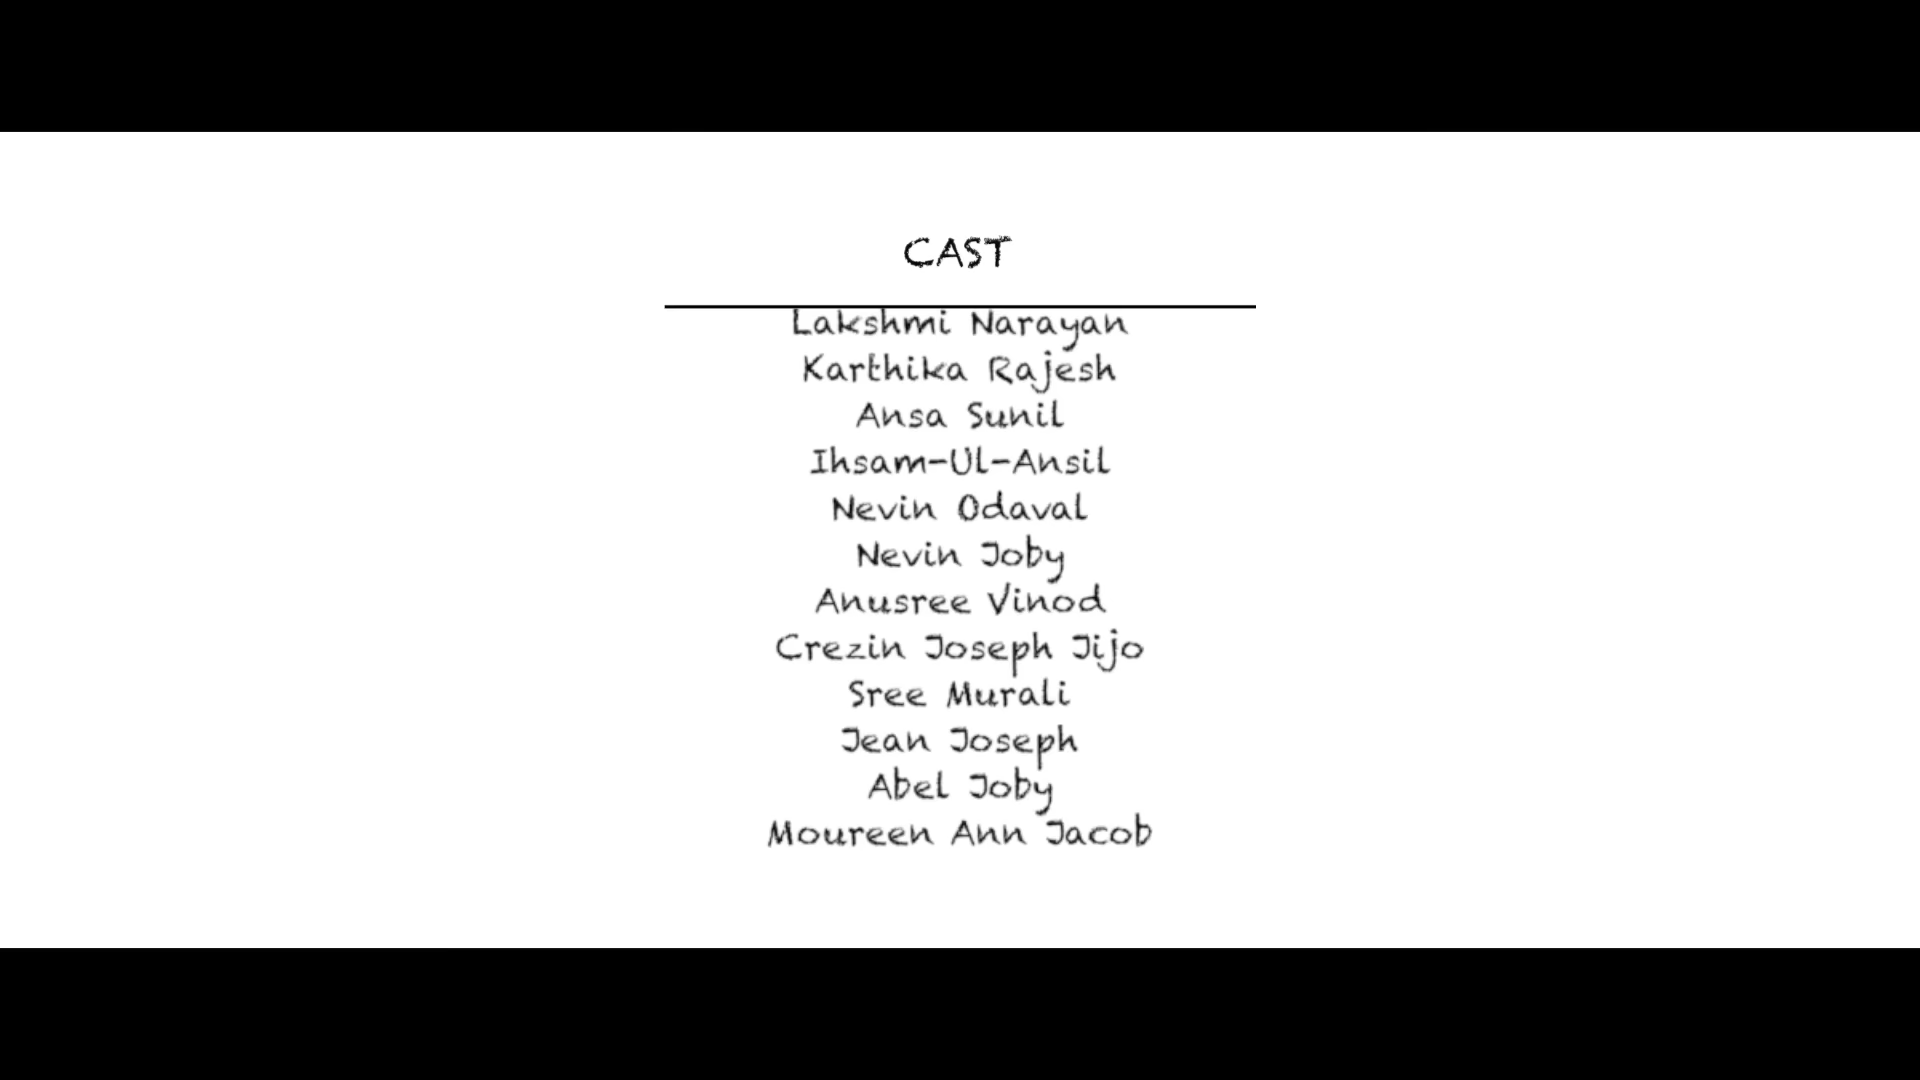 CAST
Lakshmi Narayan
Karthika Rajesh
Ansa Sunil
Ihsam-Ul-Ansil
Nevin Odaval
Nevin Joby
Anusree Vinod
Crezin Joseph Jijo
Sree Murali
Jean Joseph
Abel Joby
Moureen Ann Jacob